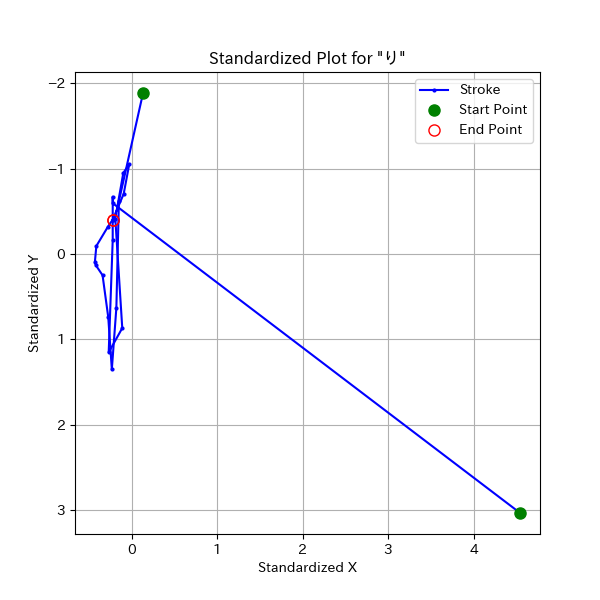 Standardized Plot for "り"
Stroke
Start Point
End Point
−2
−1
0
1
2
3
Standardized Y
0 1 2 3 4
Standardized X